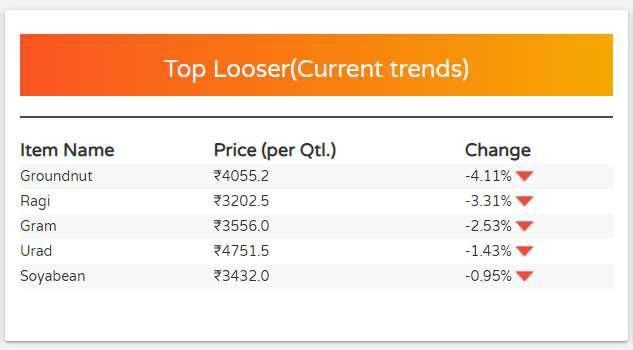 Top Looser(Current trends)
Item Name Price (per Qtl.) Change
Groundnut ₹4055.2 -4.11%
Ragi ₹3202.5 -3.31%
Gram ₹3556.0 -2.53%
Urad ₹4751.5 -1.43%
Soyabean ₹3432.0 -0.95%